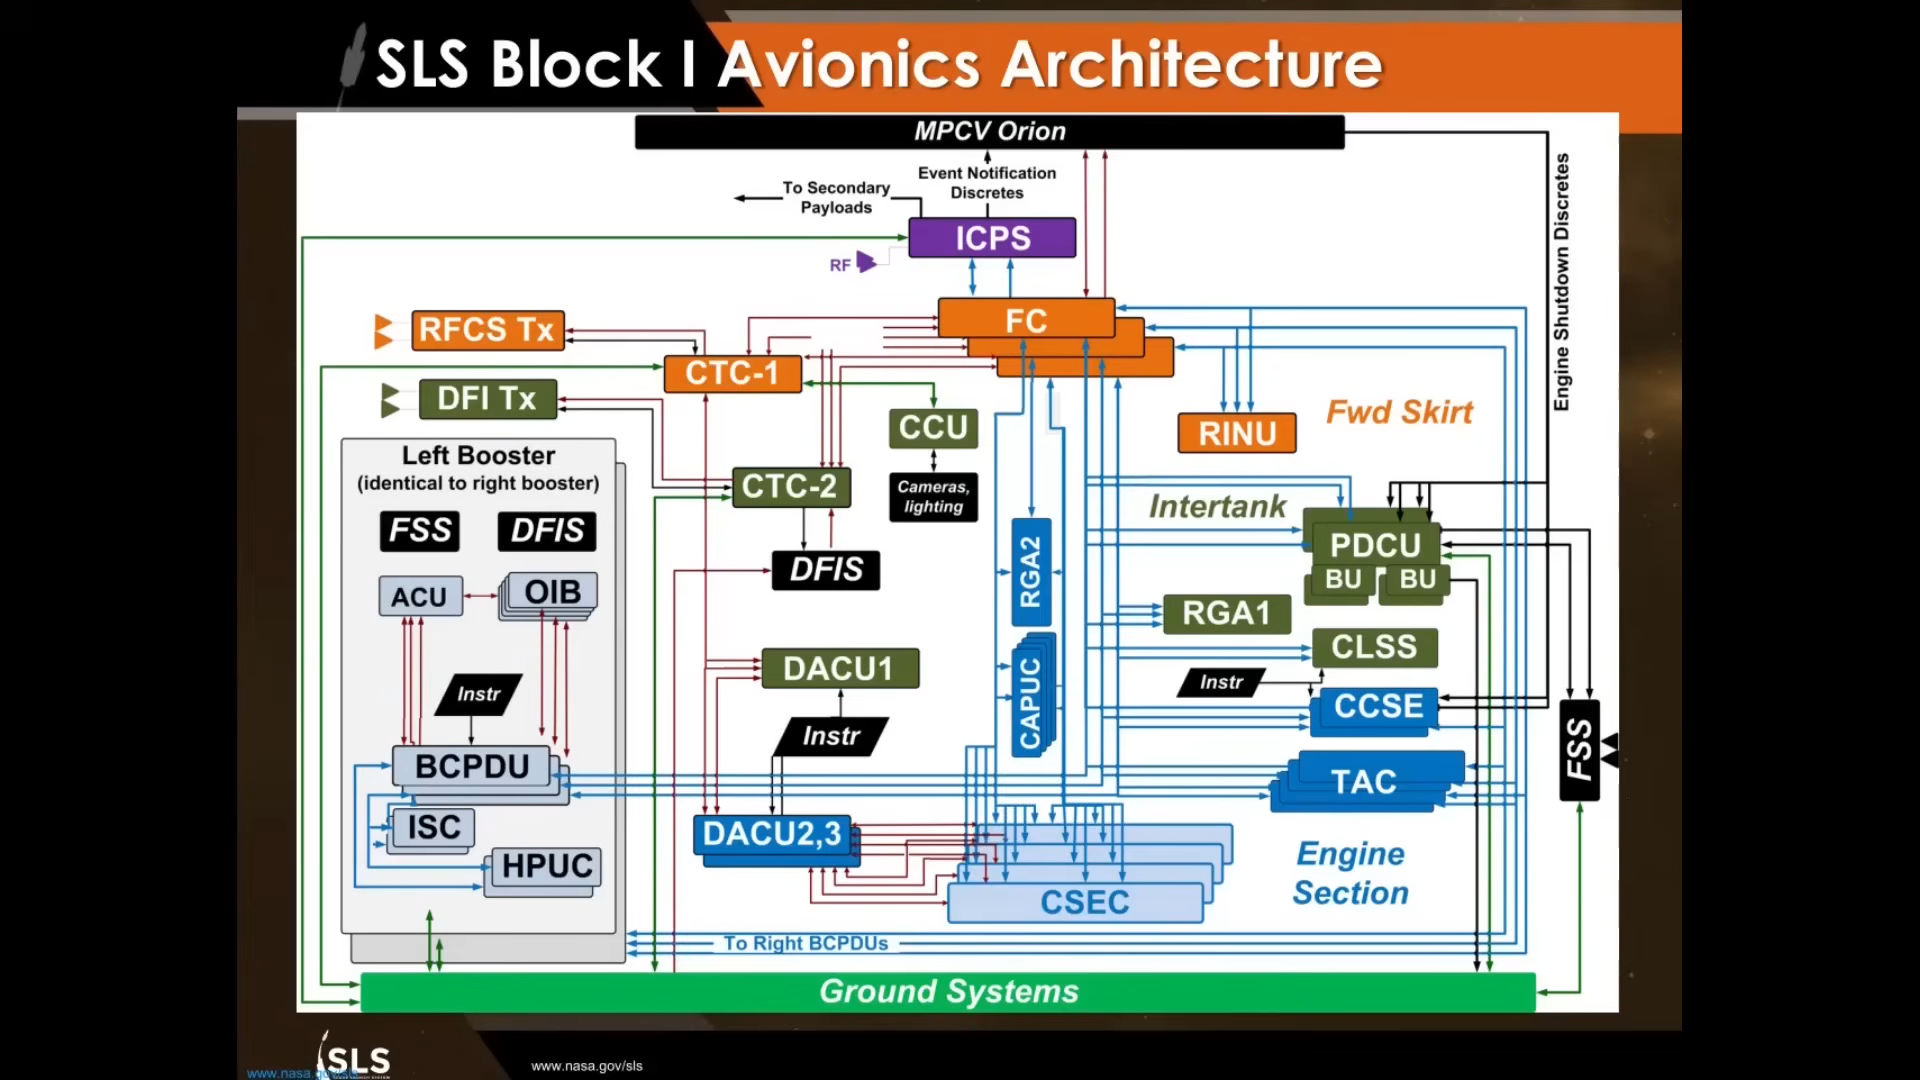 SLS Block I Avionics Architecture
MPCV Orion
Event Notification
Discretes
To Secondary
Payloads
Engine Shutdown Discretes
ICPS
RF
FC
RFCS Tx
CTC-1
DFI Tx
CCU
RINU
Fwd Skirt
Left Booster
(identical to right booster)
CTC-2
Cameras,
lighting
Intertank
FSS
DFIS
PDCU
BU
BU
DFIS
RGA2
ACU
OIB
RGA1
CLSS
DACU1
Instr
Instr
CAPUC
CCSE
Instr
FSS
BCPDU
TAC
ISC
DACU2,3
HPUC
Engine
Section
CSEC
To Right BCPDUs
Ground Systems
SLS
www.nasa.gov/sls
www.nasa.gov/sls